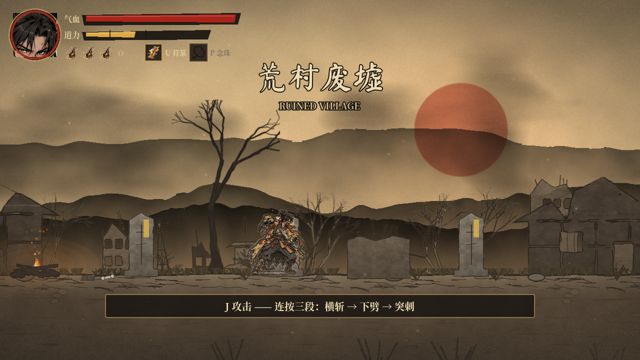 气血
道力
荒村废墟
RUINED VILLAGE
J 攻击 —— 连按三段：横斩 → 下劈 → 突刺